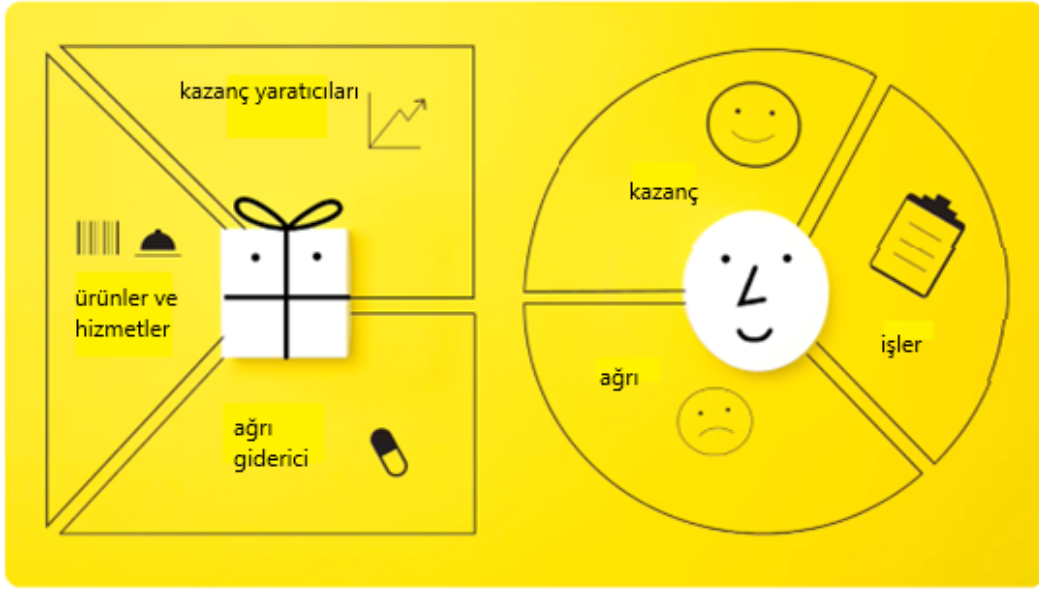 kazanç yaratıcıları
ürünler ve
hizmetler
ağrı
giderici
kazanç
ağrı
işler